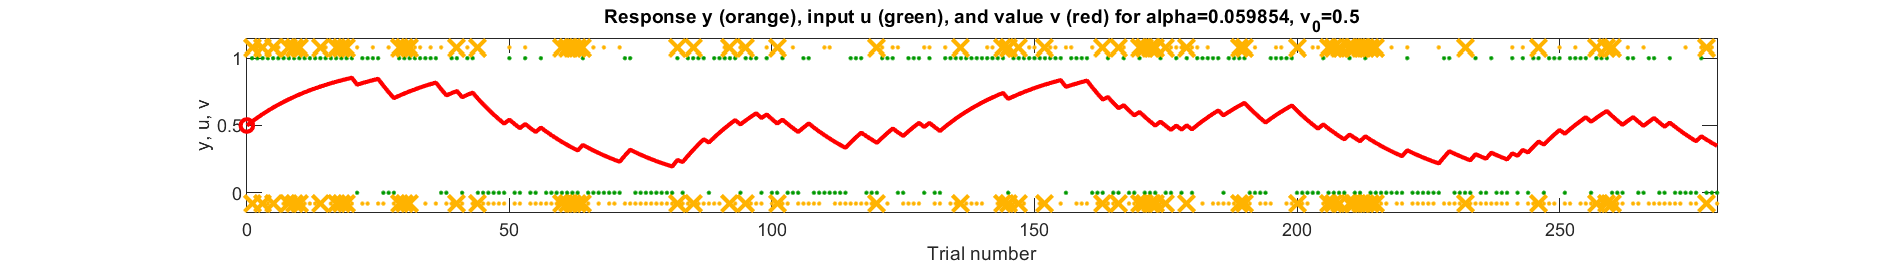 Response y (orange), input u (green), and value v (red) for alpha=0.059854, v0=0.5
y, u, v
1
0.5
0
0 50 100 150 200 250
Trial number